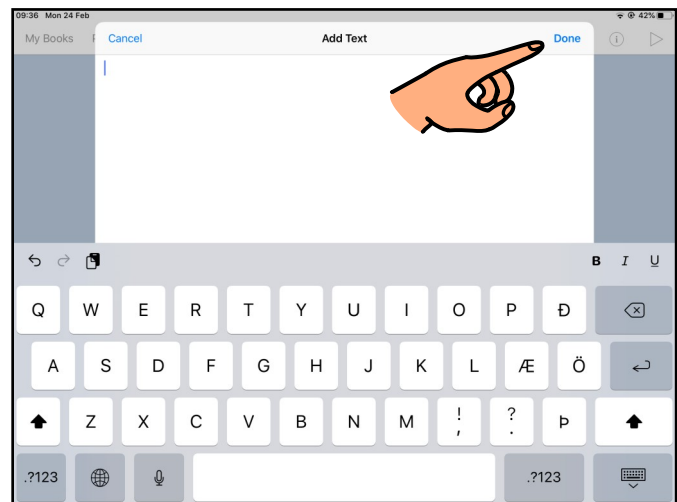 09:36 Mon 24 Feb 42%
My Books Cancel Add Text Done
B I U
Q W E R T Y U I O P Ð
A S D F G H J K L Æ Ö
Z X C V B N M ! , ? . Þ
.?123 .?123